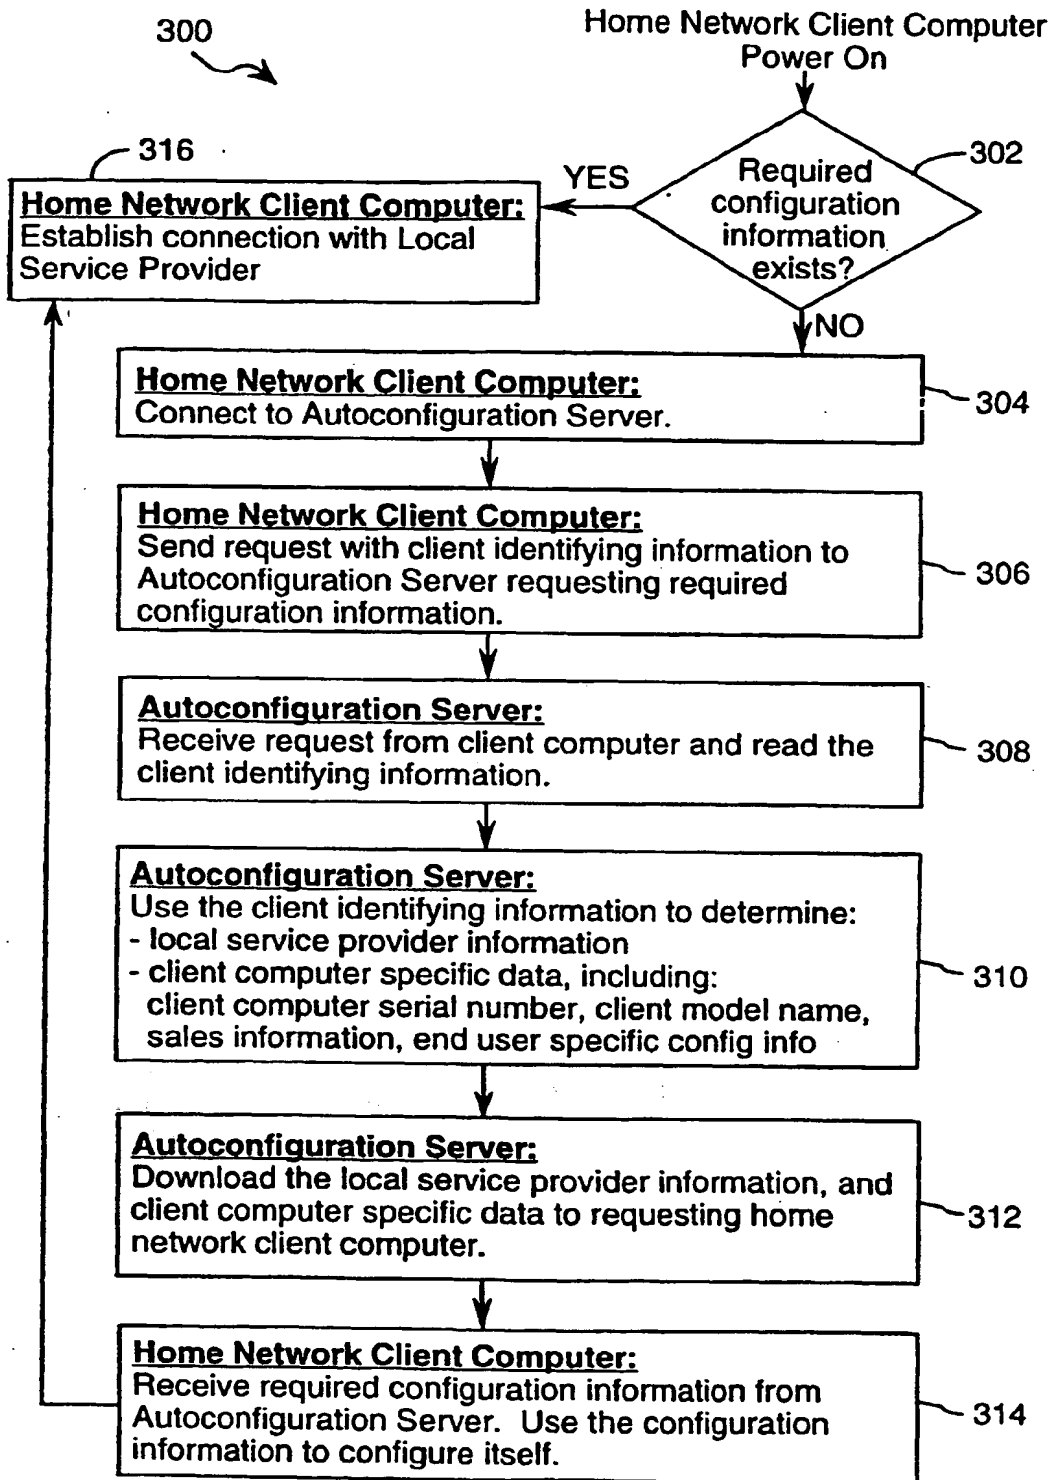 300
Home Network Client Computer
Power On
316
302
YES
Required
configuration
information
exists?
Home Network Client Computer:
Establish connection with Local
Service Provider
NO
Home Network Client Computer:
Connect to Autoconfiguration Server.
304
Home Network Client Computer:
Send request with client identifying information to
Autoconfiguration Server requesting required
configuration information.
306
Autoconfiguration Server:
Receive request from client computer and read the
client identifying information.
308
Autoconfiguration Server:
Use the client identifying information to determine:
- local service provider information
- client computer specific data, including:
client computer serial number, client model name,
sales information, end user specific config info
310
Autoconfiguration Server:
Download the local service provider information, and
client computer specific data to requesting home
network client computer.
312
Home Network Client Computer:
Receive required configuration information from
Autoconfiguration Server. Use the configuration
information to configure itself.
314